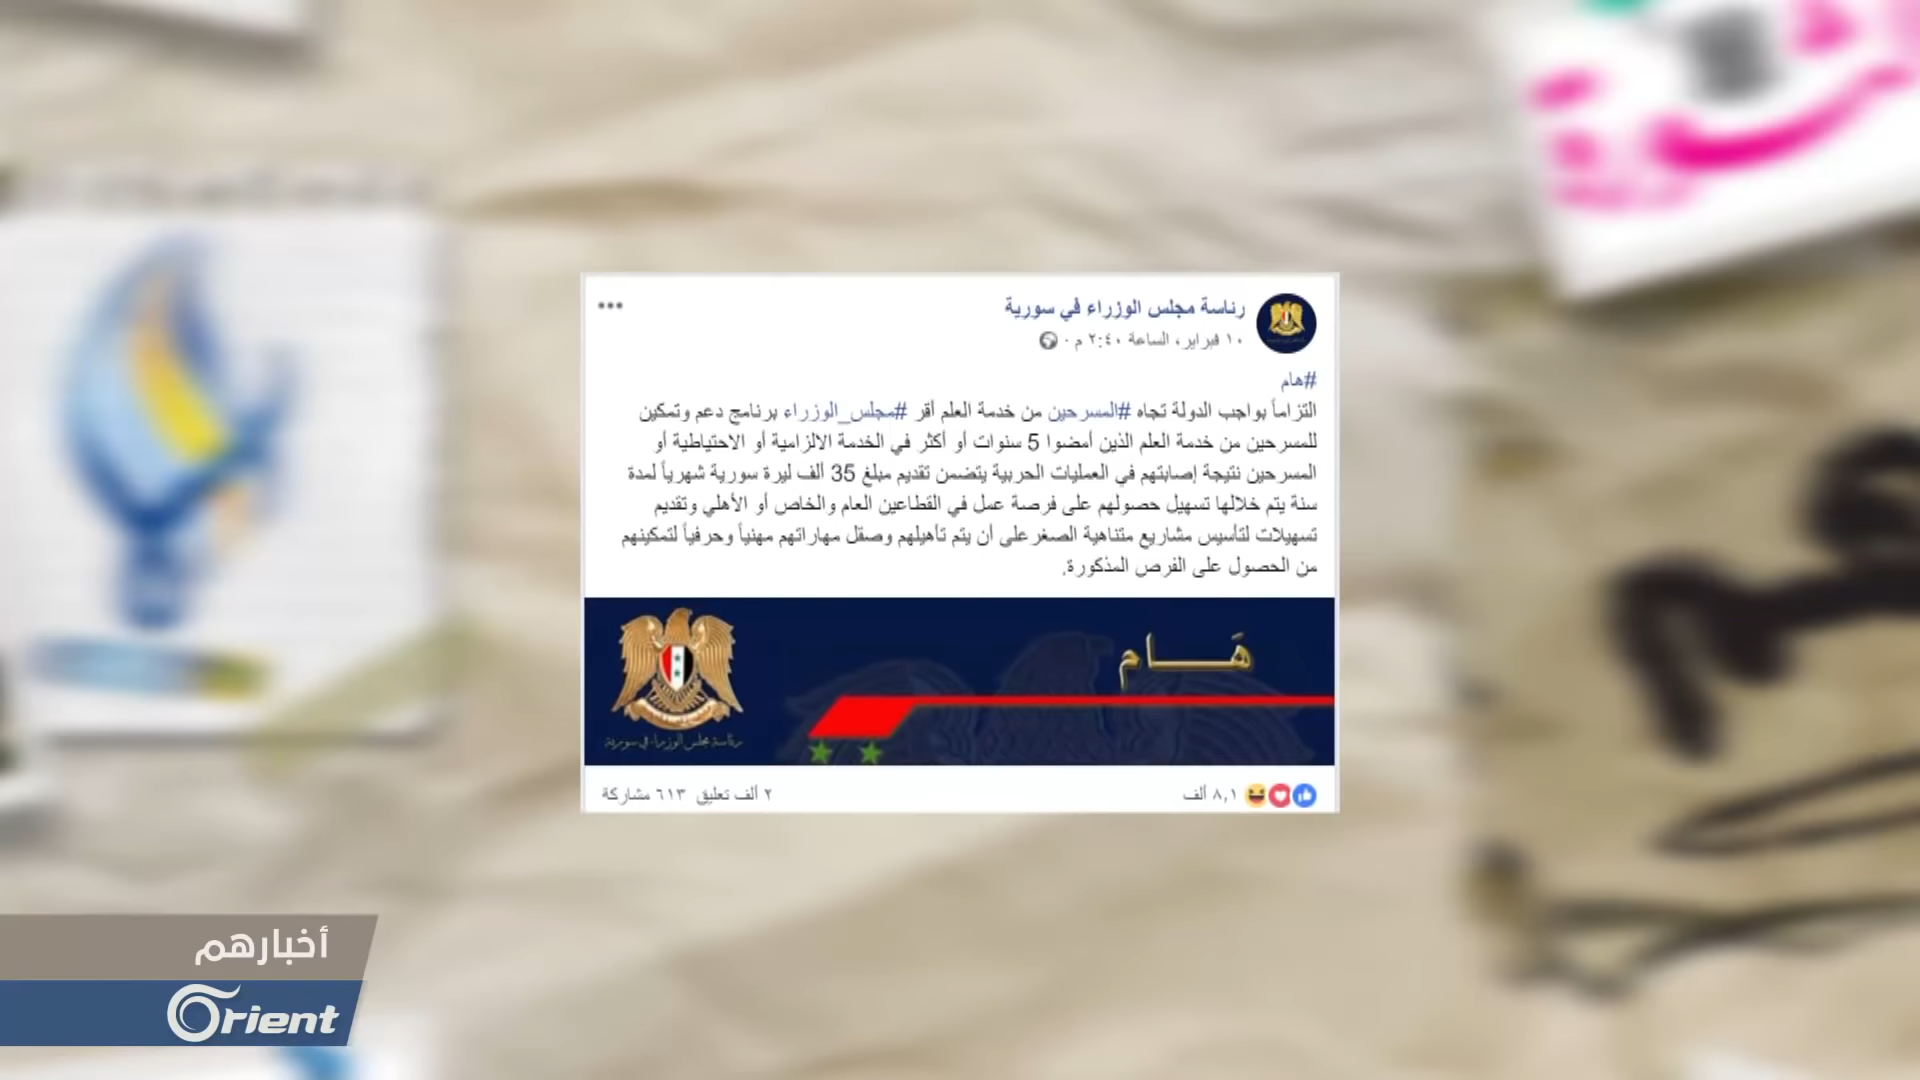 رئاسة مجلس الوزراء في سورية
١٠ فبراير، الساعة ٢:٤٠ م ·
#هام
التزاماً بواجب الدولة تجاه #المسرحين من خدمة العلم أقر #مجلس_الوزراء برنامج دعم وتمكين
للمسرحين من خدمة العلم الذين أمضوا 5 سنوات أو أكثر في الخدمة الالزامية أو الاحتياطية أو
المسرحين نتيجة إصابتهم في العمليات الحربية يتضمن تقديم مبلغ 35 ألف ليرة سورية شهرياً لمدة
سنة يتم خلالها تسهيل حصولهم على فرصة عمل في القطاعين العام والخاص أو الأهلي وتقديم
تسهيلات لتأسيس مشاريع متناهية الصغرعلى أن يتم تأهيلهم وصقل مهاراتهم مهنياً وحرفياً لتمكينهم
من الحصول على الفرص المذكورة.
هَـــام
رئاسة مجلس الوزراء في سورية
٨,١ ألف
٢ ألف تعليق ٦١٣ مشاركة
أخبارهم
Orient